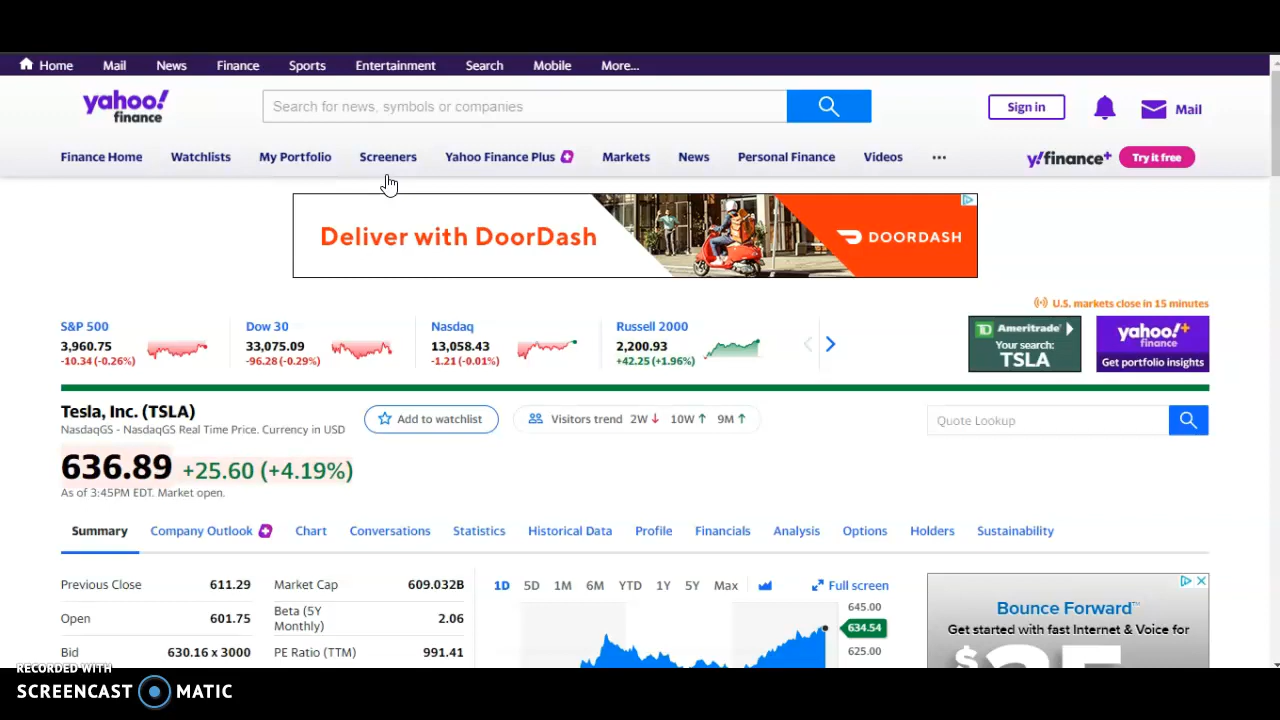 Home Mail News Finance Sports Entertainment Search Mobile More...
yahoo!
finance
Search for news, symbols or companies
Sign in
Mail
Finance Home Watchlists My Portfolio Screeners Yahoo Finance Plus Markets News Personal Finance Videos ...
y!finance+ Try it free
Deliver with DoorDash
DOORDASH
U.S. markets close in 15 minutes
S&P 500
3,960.75
-10.34 (-0.26%)
Dow 30
33,075.09
-96.28 (-0.29%)
Nasdaq
13,058.43
-1.21 (-0.01%)
Russell 2000
2,200.93
+42.25 (+1.96%)
TD Ameritrade
Your search:
TSLA
yahoo!+
finance
Get portfolio insights
Tesla, Inc. (TSLA)
NasdaqGS - NasdaqGS Real Time Price. Currency in USD
Add to watchlist
Visitors trend 2W↓ 10W↑ 9M↑
Quote Lookup
636.89 +25.60 (+4.19%)
As of 3:45PM EDT. Market open.
Summary Company Outlook Chart Conversations Statistics Historical Data Profile Financials Analysis Options Holders Sustainability
Previous Close 611.29
Open 601.75
Bid 630.16 x 3000
Market Cap 609.032B
Beta (5Y
Monthly) 2.06
PE Ratio (TTM) 991.41
1D 5D 1M 6M YTD 1Y 5Y Max Full screen
645.00
634.54
625.00
Bounce Forward™
Get started with fast Internet & Voice for
RECORDED WITH
SCREENCAST MATIC